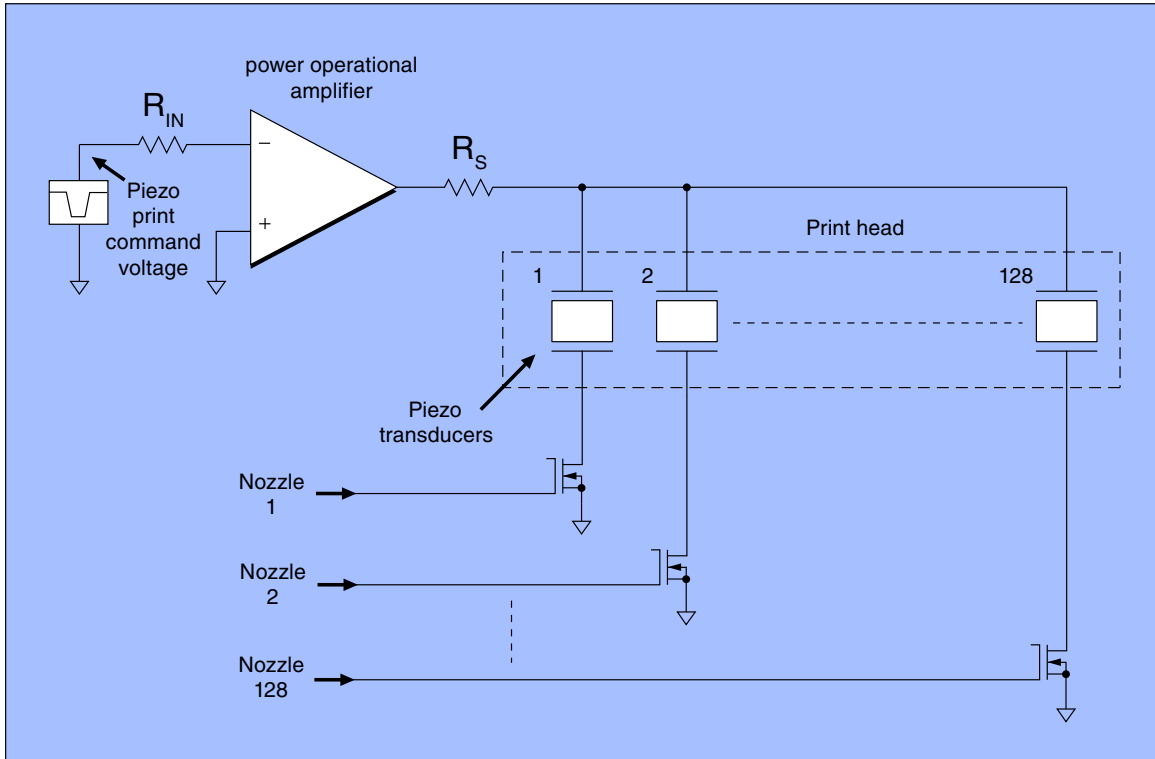 power operational
amplifier
R_IN
−
+
R_S
Piezo
print
command
voltage
Print head
1
2
128
Piezo
transducers
Nozzle
1
Nozzle
2
Nozzle
128